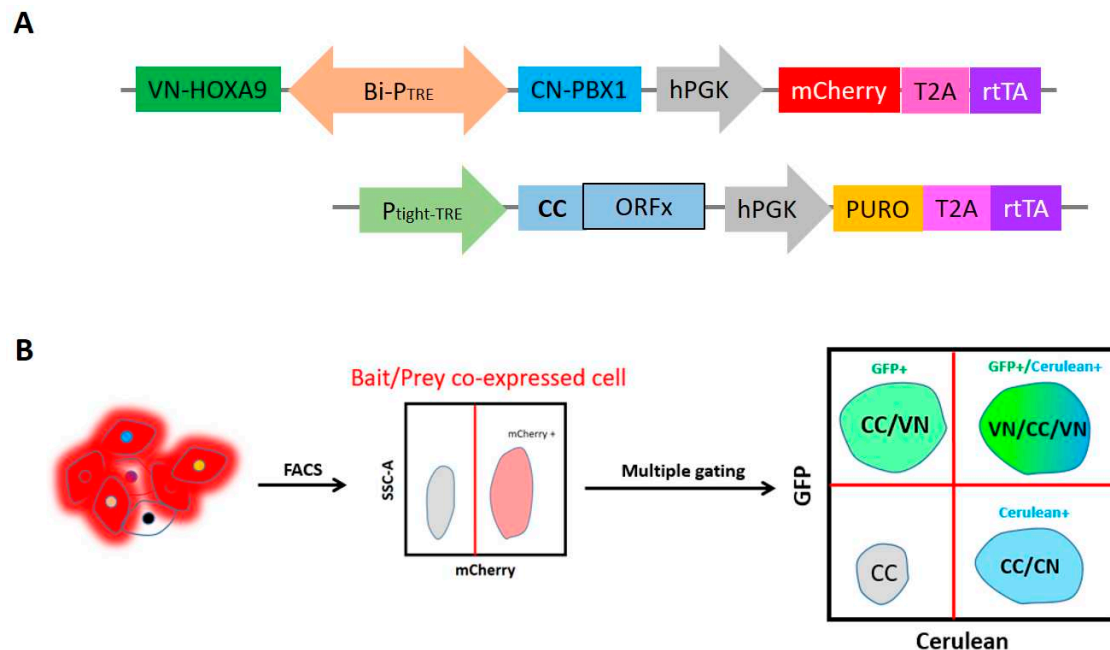 A
VN-HOXA9 Bi-PTRE CN-PBX1 hPGK mCherry T2A rtTA
Ptight-TRE CC ORFx hPGK PURO T2A rtTA
B
Bait/Prey co-expressed cell
FACS
SSC-A
mCherry +
mCherry
Multiple gating
GFP
GFP+
CC/VN
GFP+/Cerulean+
VN/CC/VN
CC
Cerulean+
CC/CN
Cerulean